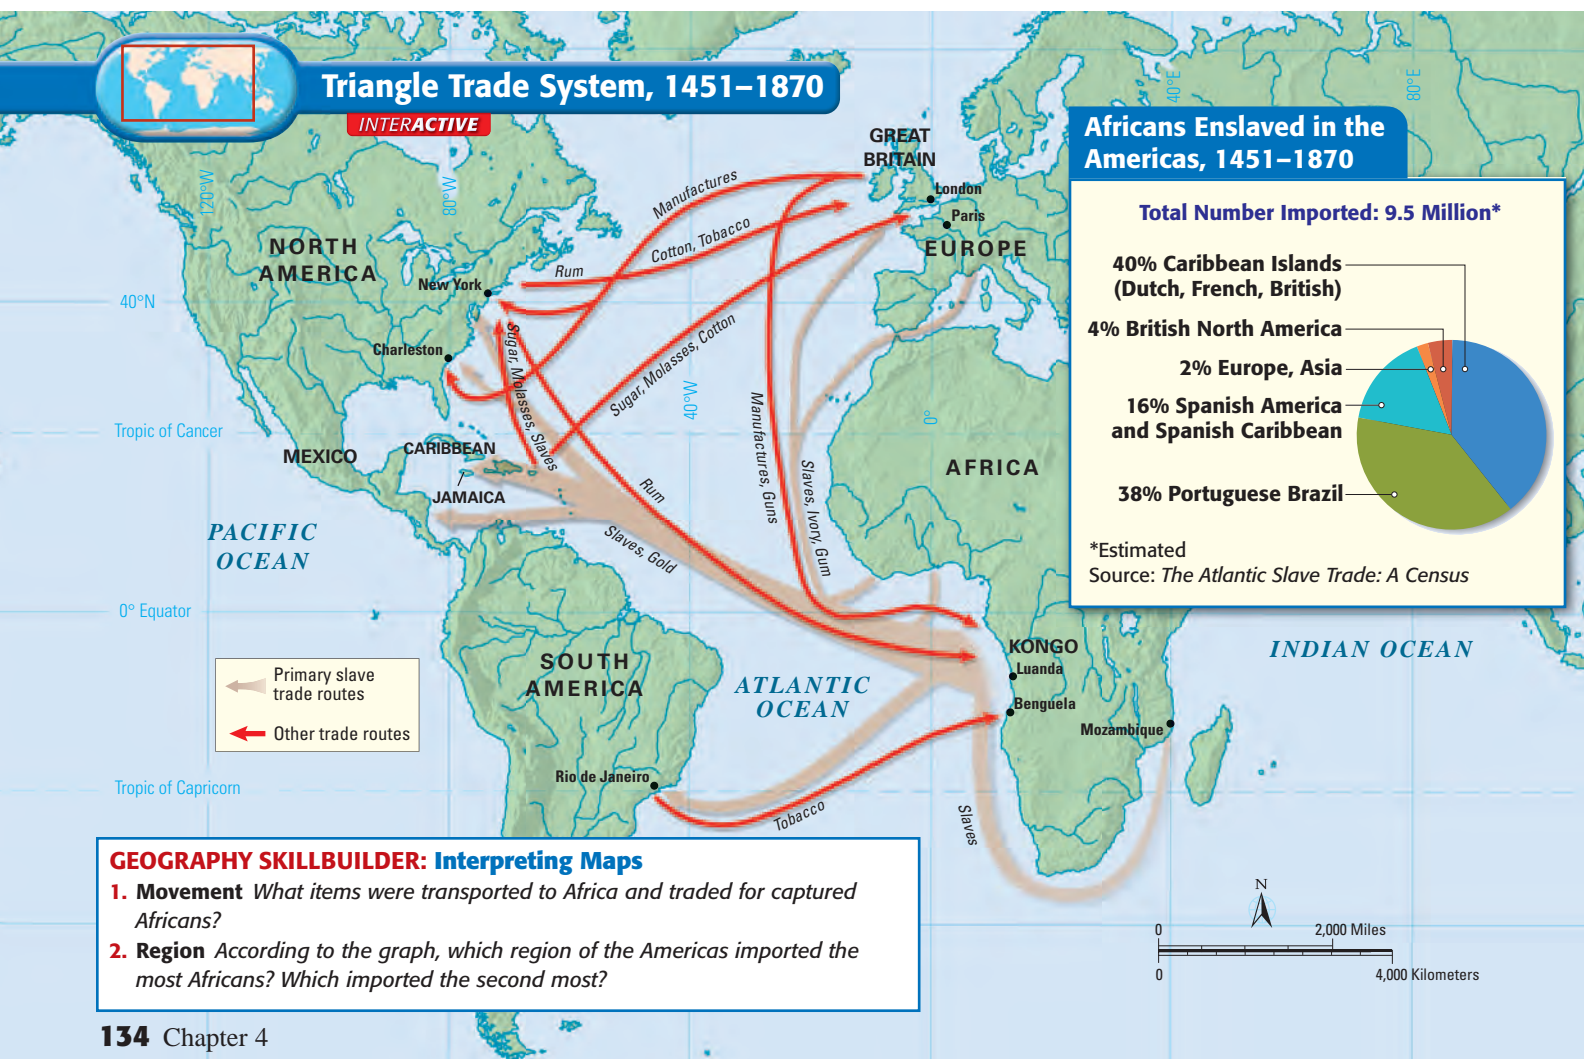 Triangle Trade System, 1451–1870
INTERACTIVE
120°W
80°W
40°E
80°E
GREAT
BRITAIN
London
Paris
EUROPE
Manufactures
Cotton, Tobacco
Rum
NORTH
AMERICA
New York
40°N
Charleston
Sugar, Molasses, Slaves
Sugar, Molasses, Cotton
40°W
0°
Tropic of Cancer
MEXICO
CARIBBEAN
JAMAICA
Manufactures, Guns
Slaves, Ivory, Gum
AFRICA
Rum
Slaves, Gold
PACIFIC
OCEAN
0° Equator
SOUTH
AMERICA
ATLANTIC
OCEAN
KONGO
Luanda
Benguela
Mozambique
INDIAN OCEAN
Primary slave
trade routes
Other trade routes
Tropic of Capricorn
Rio de Janeiro
Tobacco
Slaves
Africans Enslaved in the
Americas, 1451–1870
Total Number Imported: 9.5 Million*
40% Caribbean Islands
(Dutch, French, British)
4% British North America
2% Europe, Asia
16% Spanish America
and Spanish Caribbean
38% Portuguese Brazil
*Estimated
Source: The Atlantic Slave Trade: A Census
GEOGRAPHY SKILLBUILDER: Interpreting Maps
1. Movement What items were transported to Africa and traded for captured
Africans?
2. Region According to the graph, which region of the Americas imported the
most Africans? Which imported the second most?
N
0 2,000 Miles
0 4,000 Kilometers
134 Chapter 4